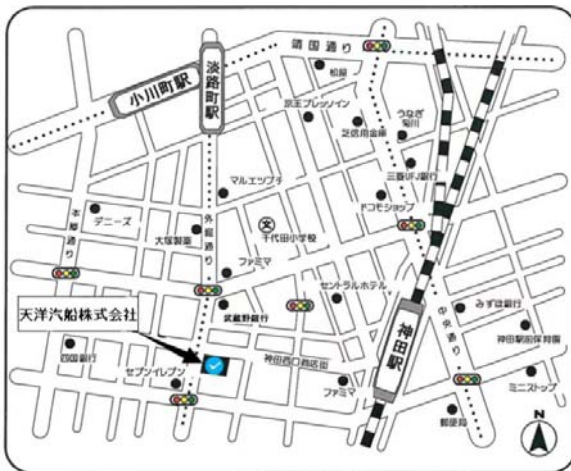 靖国通り
松屋
淡路町駅
小川町駅
京王プレッソイン
うなぎ
菊川
芝信用金庫
三菱UFJ銀行
マルエツプチ
ドコモショップ
本郷通り
デニーズ
外堀通り
文
千代田小学校
大塚製薬
ファミマ
セントラルホテル
みずほ銀行
武蔵野銀行
天洋汽船株式会社
神田駅
中央通り
神田駅前保育園
四国銀行
神田西口商店街
セブンイレブン
ファミマ
ミニストップ
郵便局
N